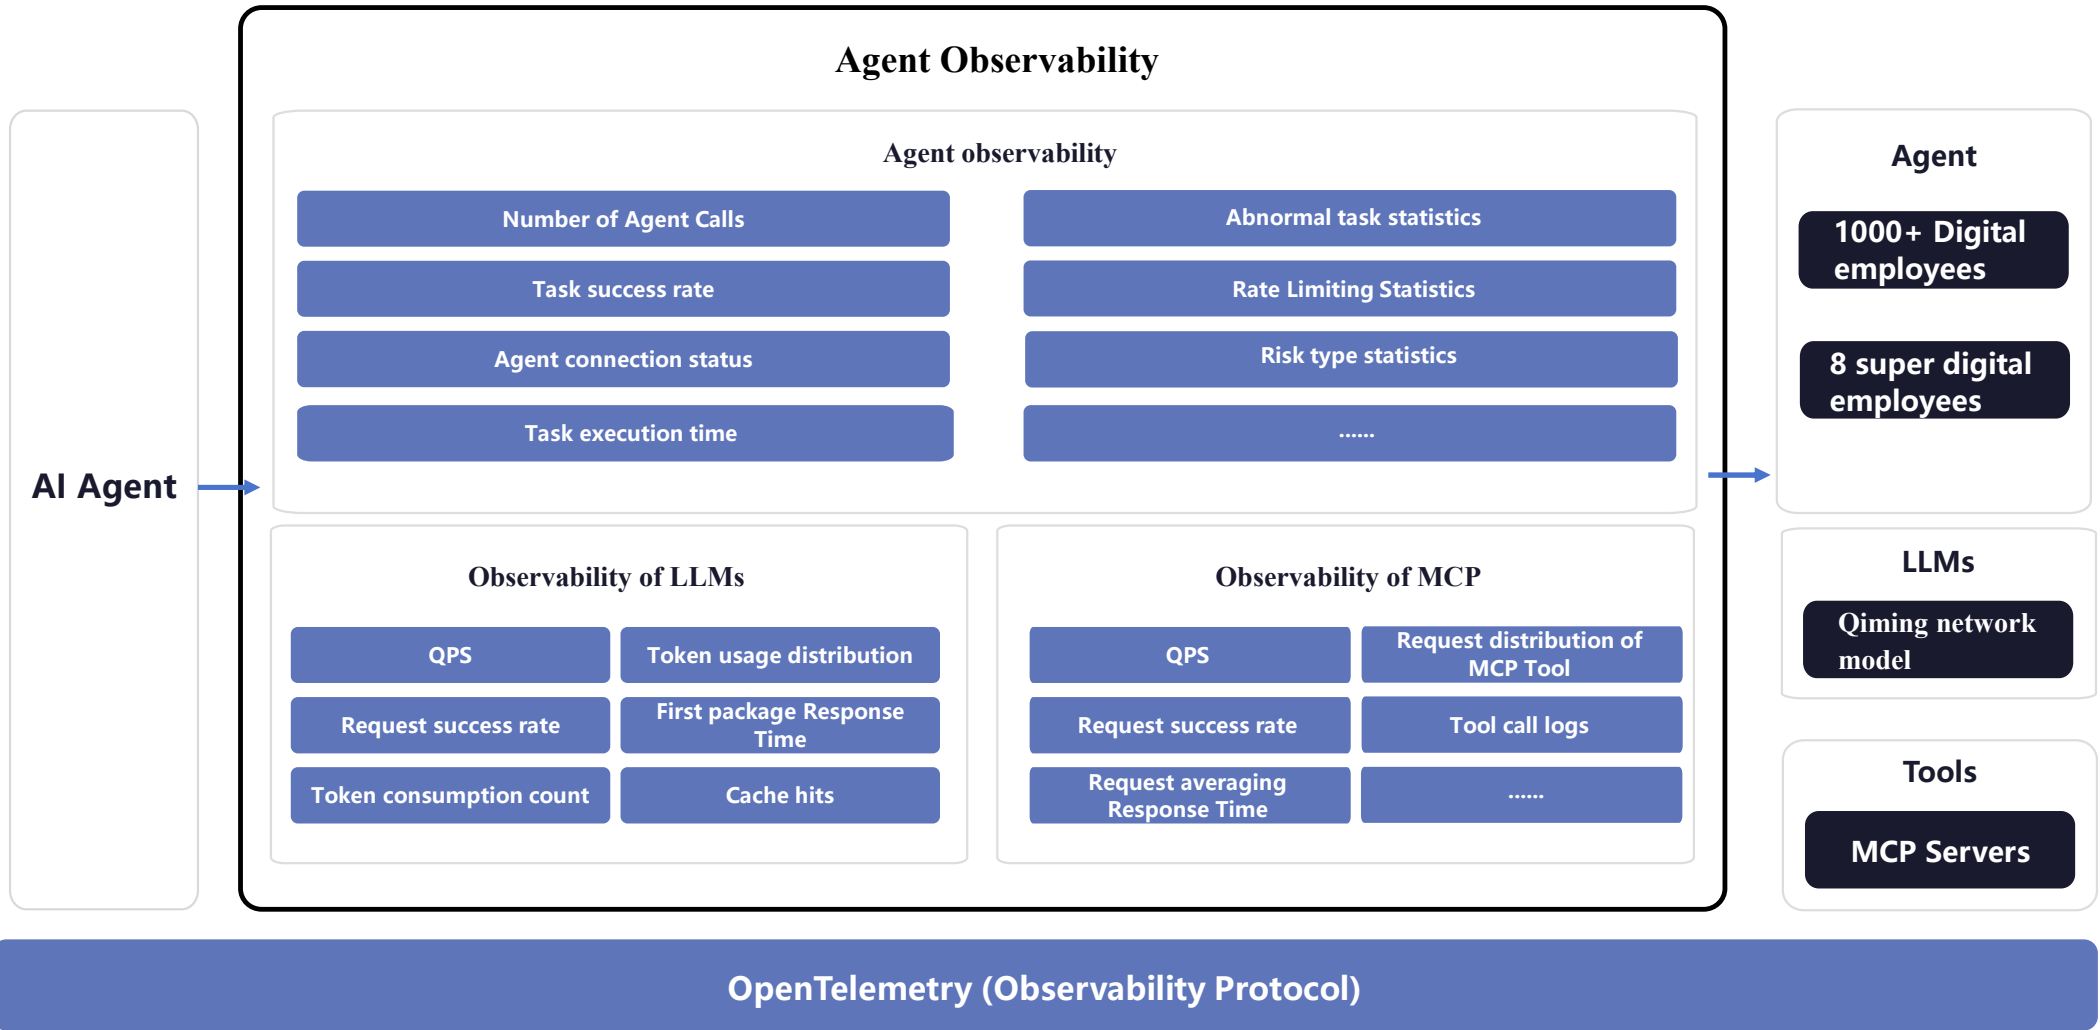 Agent Observability
AI Agent
Agent observability
Number of Agent Calls
Abnormal task statistics
Task success rate
Rate Limiting Statistics
Agent connection status
Risk type statistics
Task execution time
......
Observability of LLMs
QPS
Token usage distribution
Request success rate
First package Response
Time
Token consumption count
Cache hits
Observability of MCP
QPS
Request distribution of
MCP Tool
Request success rate
Tool call logs
Request averaging
Response Time
......
Agent
1000+ Digital
employees
8 super digital
employees
LLMs
Qiming network
model
Tools
MCP Servers
OpenTelemetry (Observability Protocol)